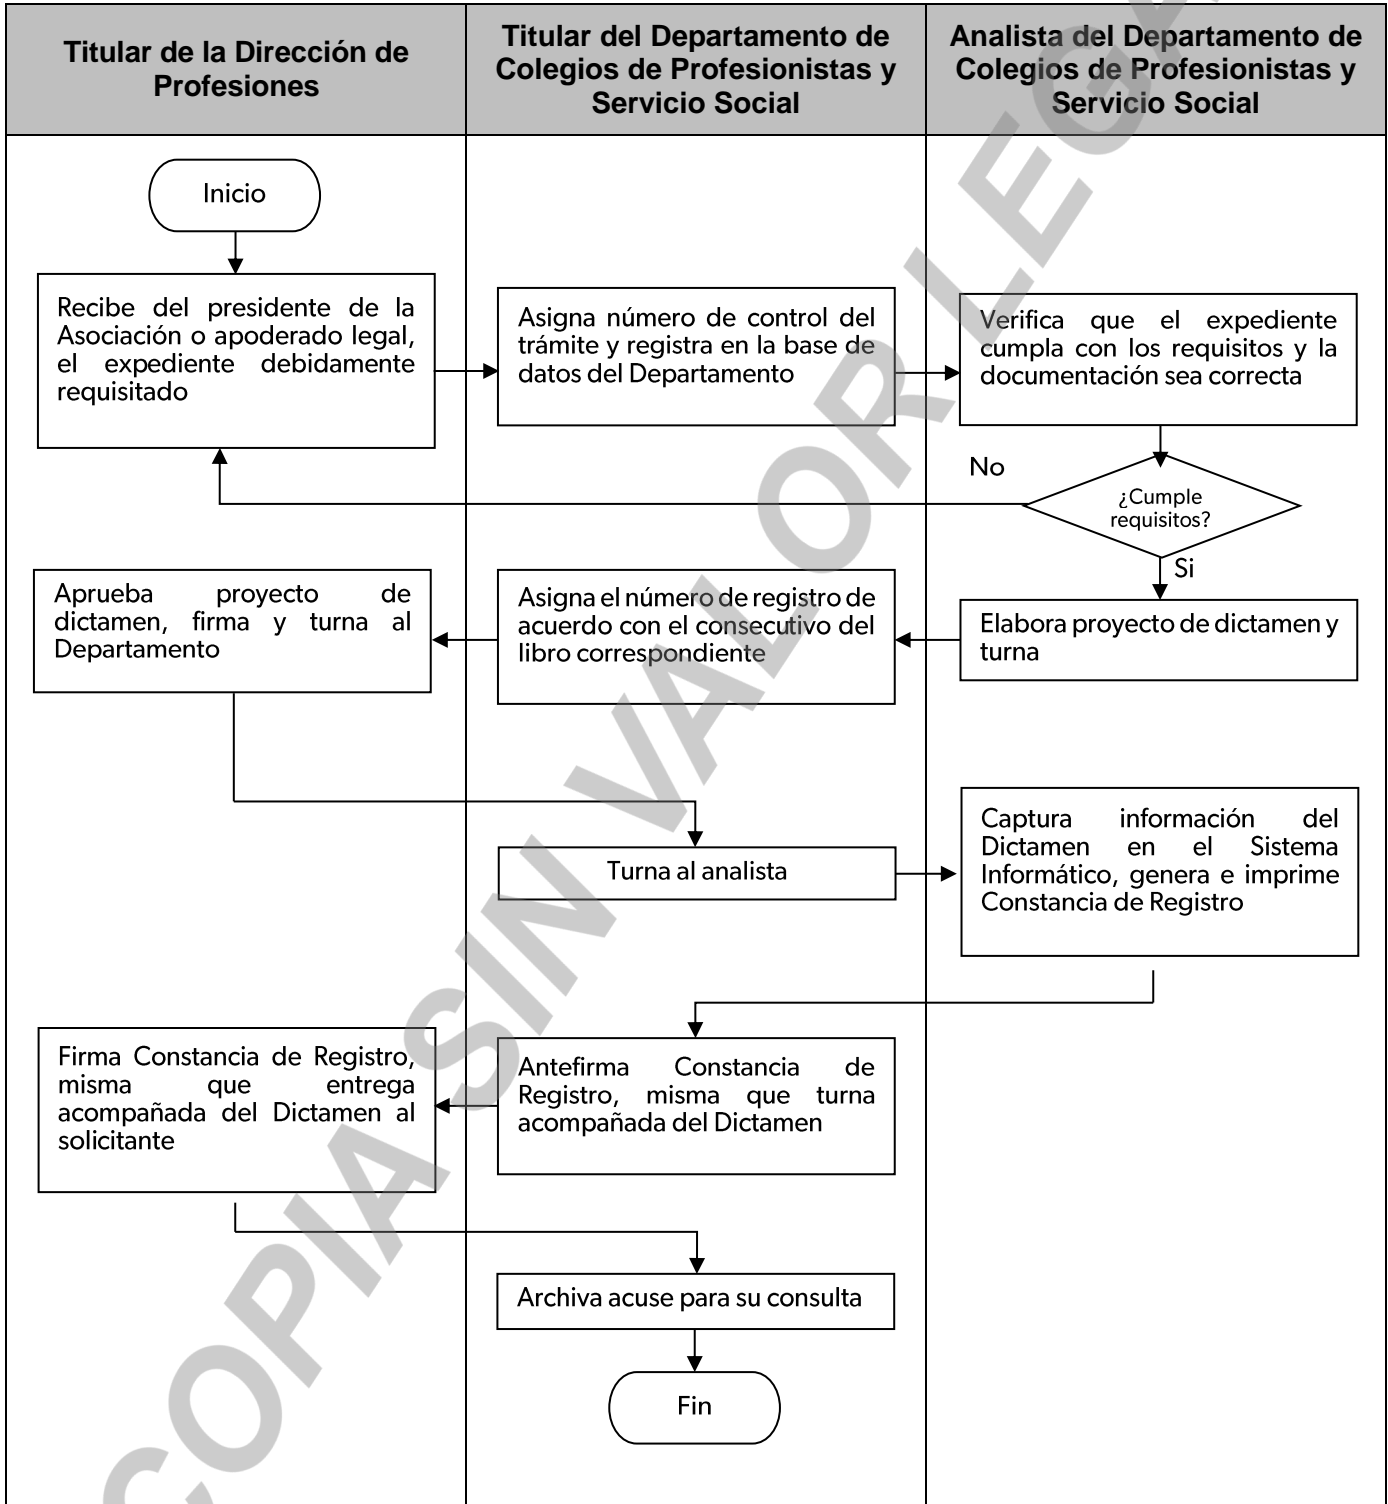 Titular de la Dirección de
Profesiones
Titular del Departamento de
Colegios de Profesionistas y
Servicio Social
Analista del Departamento de
Colegios de Profesionistas y
Servicio Social
Inicio
Recibe del presidente de la
Asociación o apoderado legal,
el expediente debidamente
requisitado
Asigna número de control del
trámite y registra en la base de
datos del Departamento
Verifica que el expediente
cumpla con los requisitos y la
documentación sea correcta
No
¿Cumple
requisitos?
Si
Elabora proyecto de dictamen y
turna
Asigna el número de registro de
acuerdo con el consecutivo del
libro correspondiente
Aprueba proyecto de
dictamen, firma y turna al
Departamento
Turna al analista
Captura información del
Dictamen en el Sistema
Informático, genera e imprime
Constancia de Registro
Antefirma Constancia de
Registro, misma que turna
acompañada del Dictamen
Firma Constancia de Registro,
misma que entrega
acompañada del Dictamen al
solicitante
Archiva acuse para su consulta
Fin
COPIA SIN VALOR LEGA